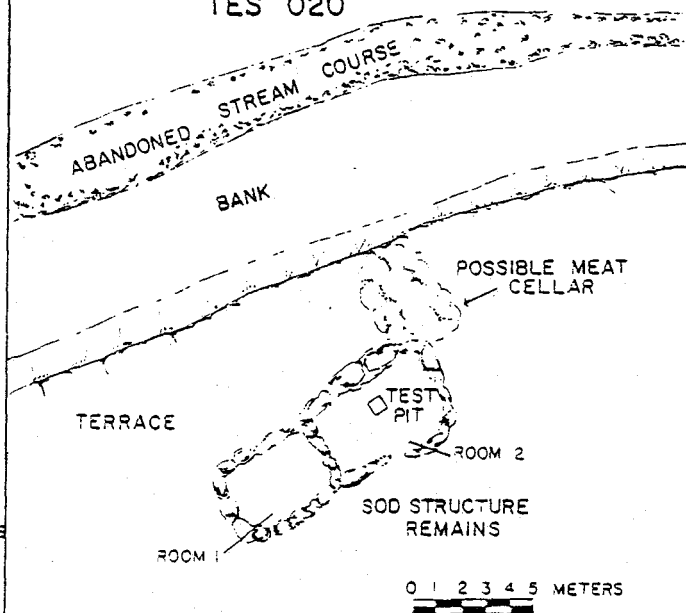 TES 020
ABANDONED STREAM COURSE
BANK
POSSIBLE MEAT
CELLAR
TERRACE
TEST
PIT
ROOM 2
SOD STRUCTURE
REMAINS
ROOM 1
0 1 2 3 4 5 METERS